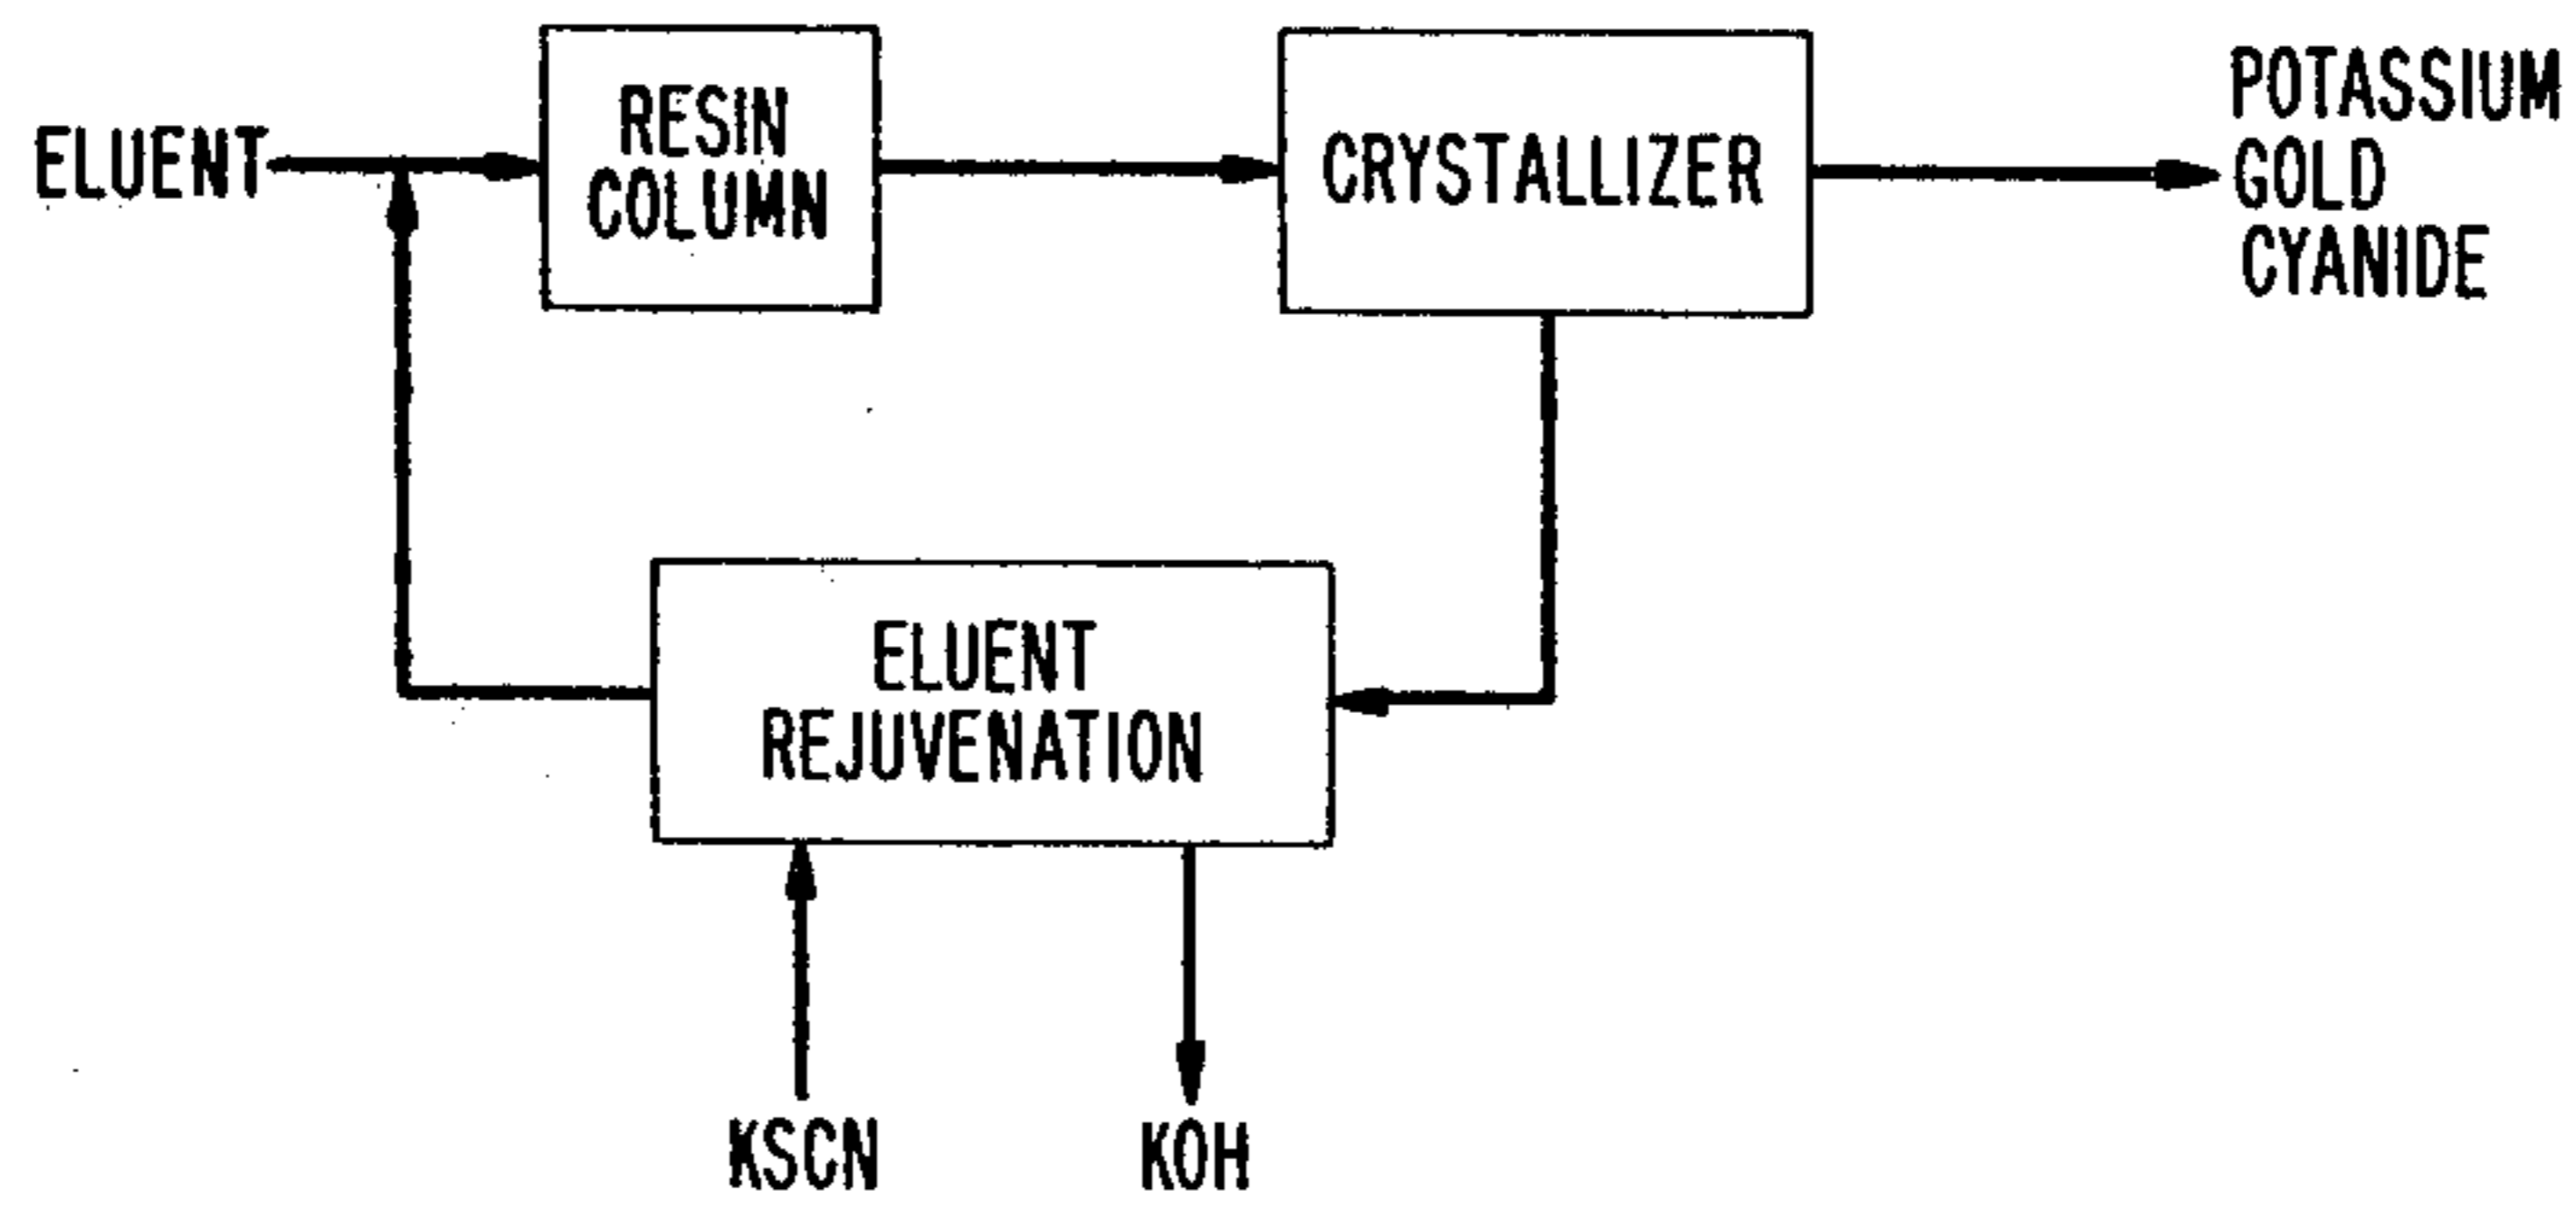 ELUENT
RESIN
COLUMN
CRYSTALLIZER
POTASSIUM
GOLD
CYANIDE
ELUENT
REJUVENATION
KSCN
KOH